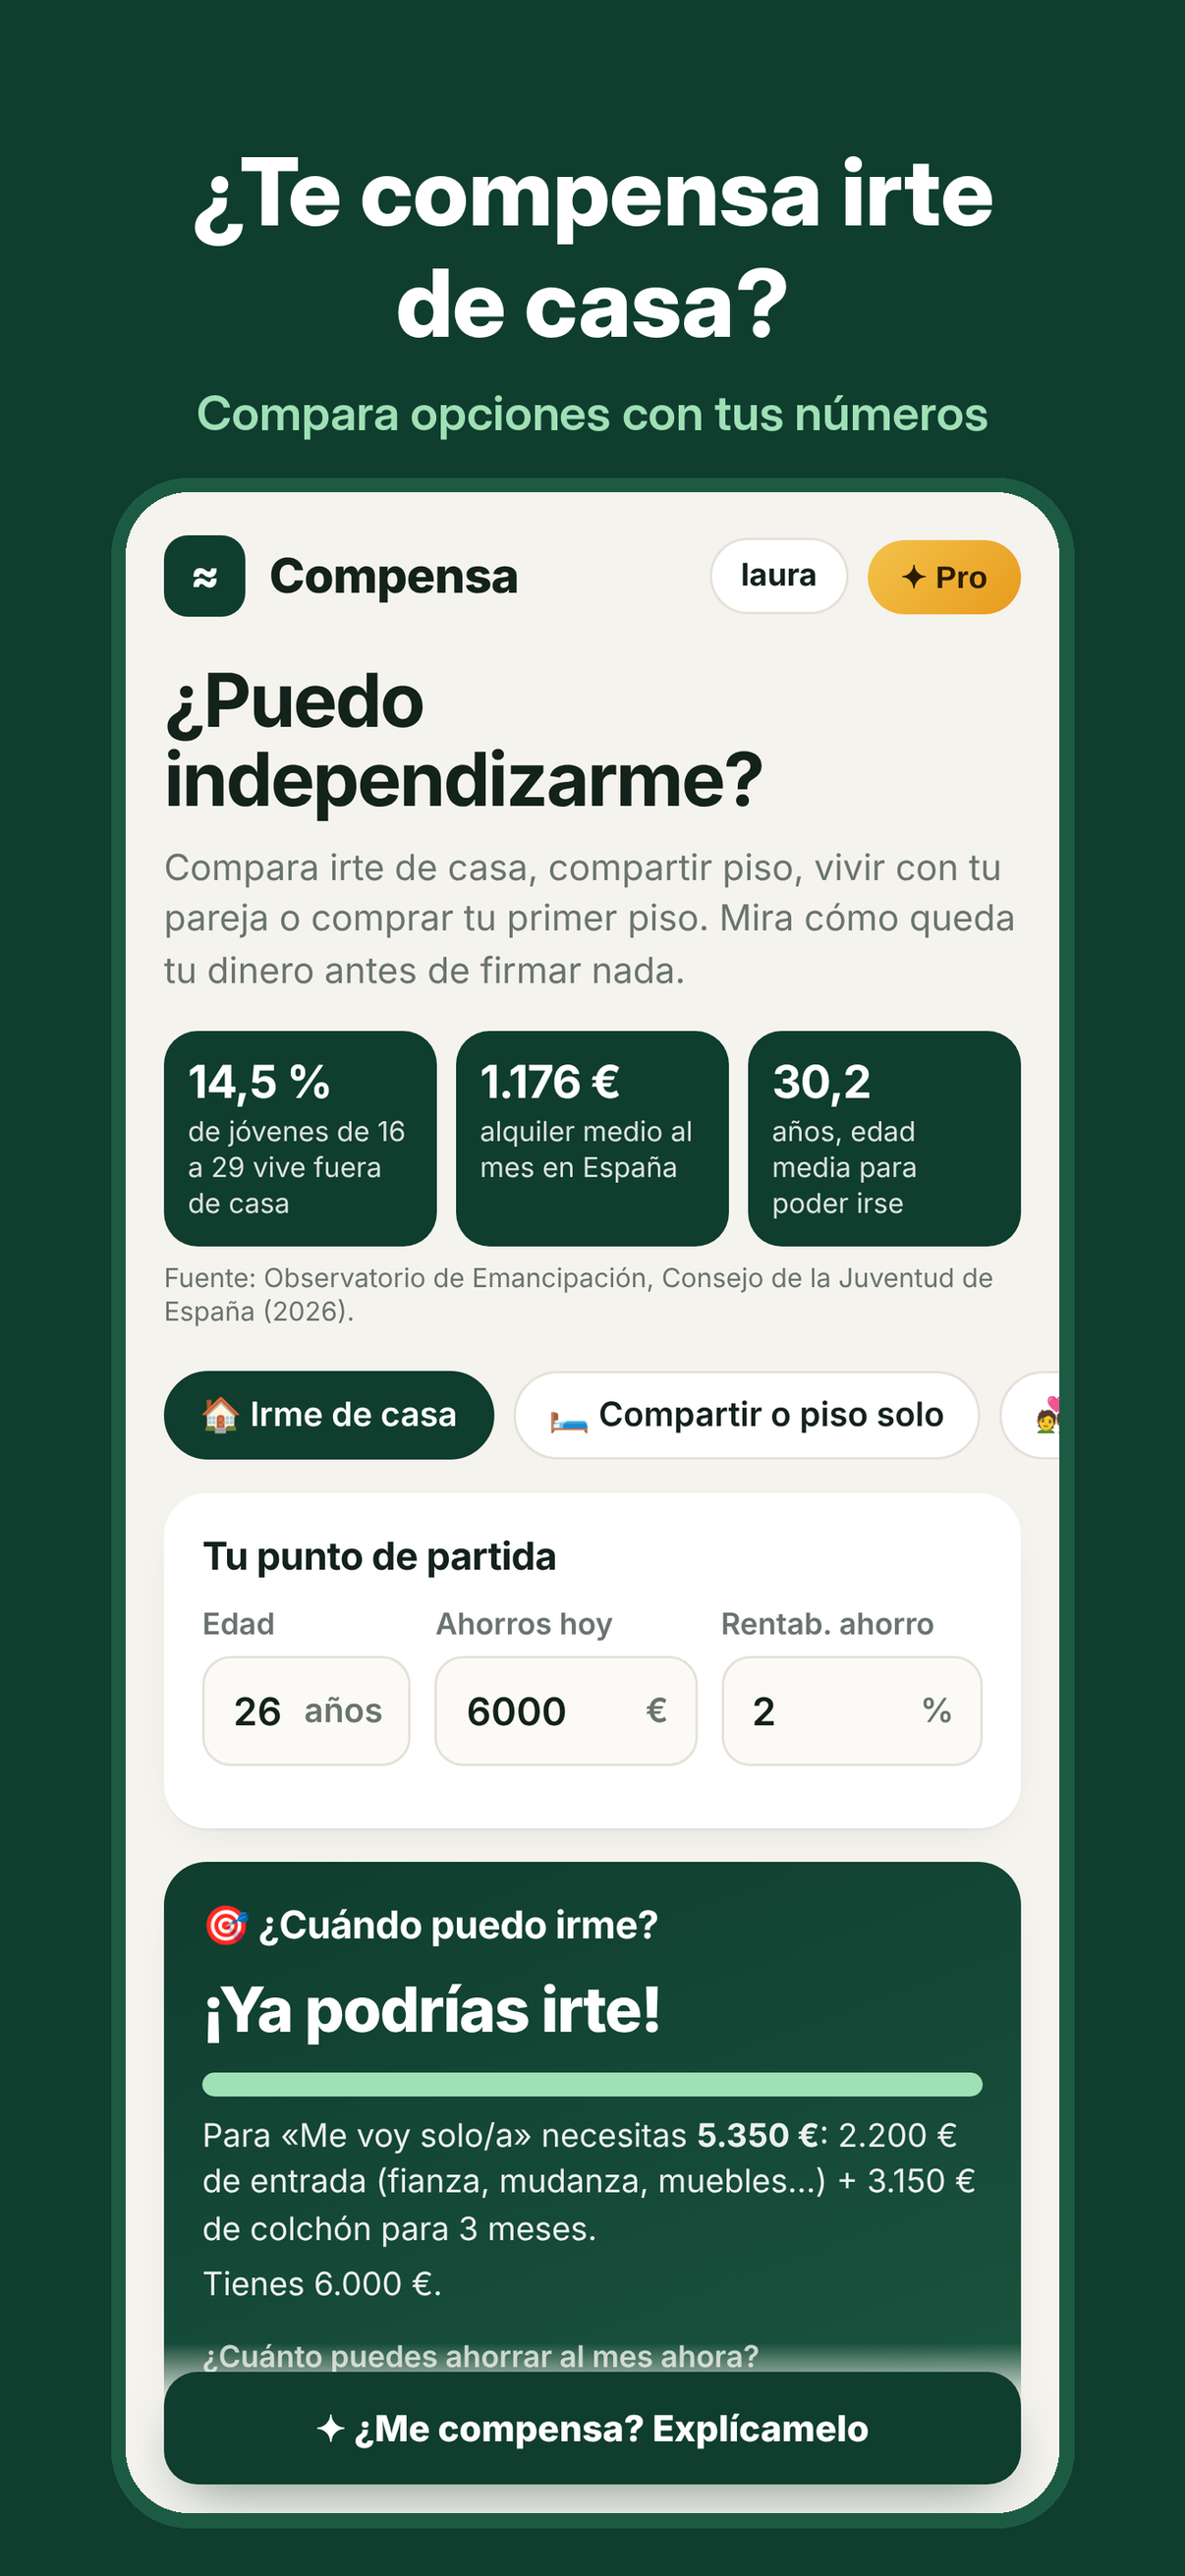 ¿Te compensa irte
de casa?
Compara opciones con tus números
≈ Compensa
laura
✦ Pro
¿Puedo
independizarme?
Compara irte de casa, compartir piso, vivir con tu
pareja o comprar tu primer piso. Mira cómo queda
tu dinero antes de firmar nada.
14,5 %
de jóvenes de 16
a 29 vive fuera
de casa
1.176 €
alquiler medio al
mes en España
30,2
años, edad
media para
poder irse
Fuente: Observatorio de Emancipación, Consejo de la Juventud de
España (2026).
🏠 Irme de casa
🛏️ Compartir o piso solo
Tu punto de partida
Edad
26 años
Ahorros hoy
6000 €
Rentab. ahorro
2 %
🎯 ¿Cuándo puedo irme?
¡Ya podrías irte!
Para «Me voy solo/a» necesitas 5.350 €: 2.200 €
de entrada (fianza, mudanza, muebles...) + 3.150 €
de colchón para 3 meses.
Tienes 6.000 €.
¿Cuánto puedes ahorrar al mes ahora?
✦ ¿Me compensa? Explícamelo